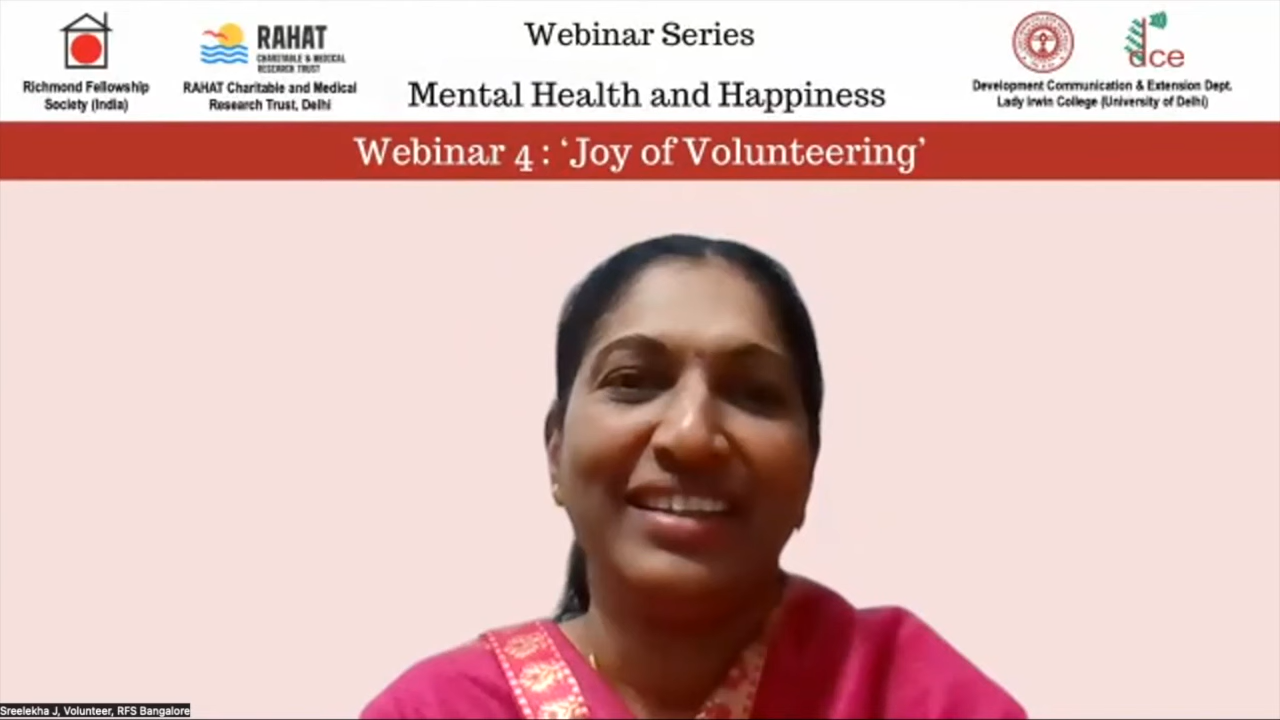 Webinar Series
Mental Health and Happiness
Richmond Fellowship
Society (India)
RAHAT
CHARITABLE & MEDICAL
RESEARCH TRUST
RAHAT Charitable and Medical
Research Trust, Delhi
dce
Development Communication & Extension Dept.
Lady Irwin College (University of Delhi)
Webinar 4 : ‘Joy of Volunteering’
Sreelekha J, Volunteer, RFS Bangalore